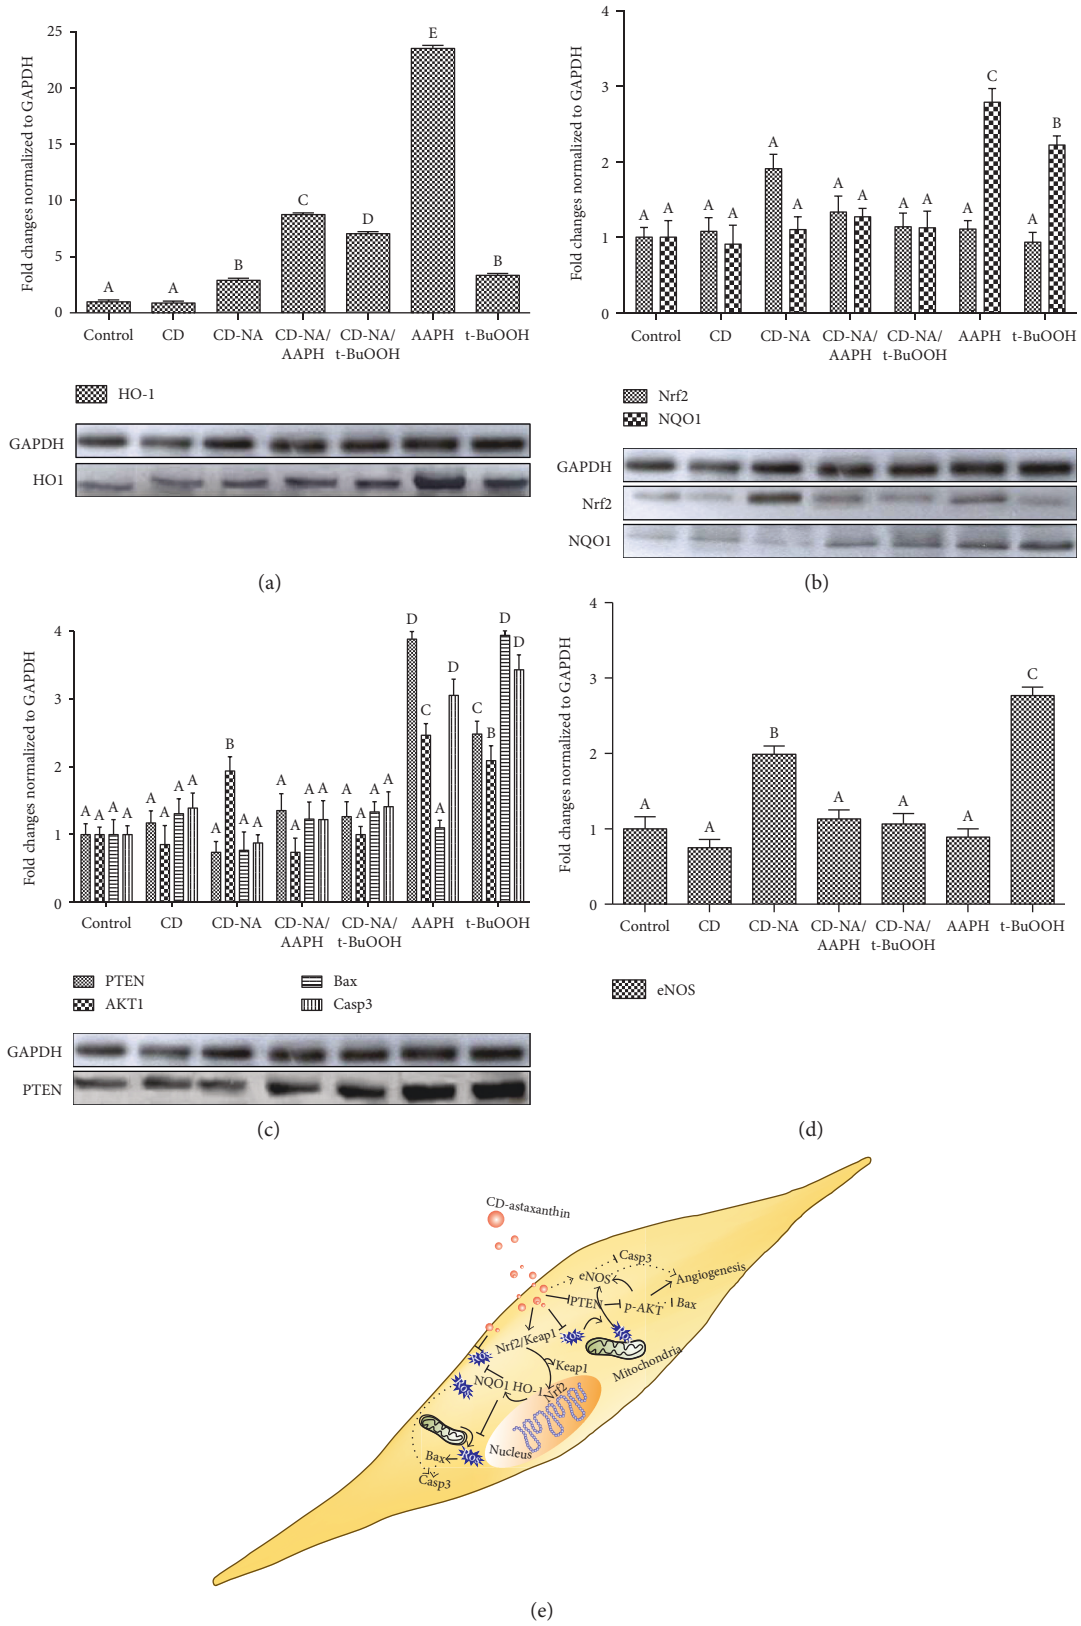 Fold changes normalized to GAPDH
25
20
15
10
5
0
A
A
B
C
D
E
B
Control
CD
CD-NA
CD-NA/
AAPH
CD-NA/
t-BuOOH
AAPH
t-BuOOH
HO-1
GAPDH
HO1
(a)
Fold changes normalized to GAPDH
4
3
2
1
0
A
A
A
A
A
A
A
A
A
A
A
C
A
B
Control
CD
CD-NA
CD-NA/
AAPH
CD-NA/
t-BuOOH
AAPH
t-BuOOH
Nrf2
NQO1
GAPDH
Nrf2
NQO1
(b)
Fold changes normalized to GAPDH
4
3
2
1
0
A
A
A
A
A
A
A
A
A
B
A
A
A
A
A
A
A
A
A
A
D
C
A
D
C
B
D
D
Control
CD
CD-NA
CD-NA/
AAPH
CD-NA/
t-BuOOH
AAPH
t-BuOOH
PTEN
AKT1
Bax
Casp3
GAPDH
PTEN
(c)
Fold changes normalized to GAPDH
4
3
2
1
0
A
A
B
A
A
A
C
Control
CD
CD-NA
CD-NA/
AAPH
CD-NA/
t-BuOOH
AAPH
t-BuOOH
eNOS
(d)
CD-astaxanthin
Casp3
eNOS
Angiogenesis
PTEN
p-AKT
Bax
Nrf2/Keap1
Keap1
Mitochondria
NQO1 HO-1
Nrf2
Nucleus
Bax
Casp3
(e)